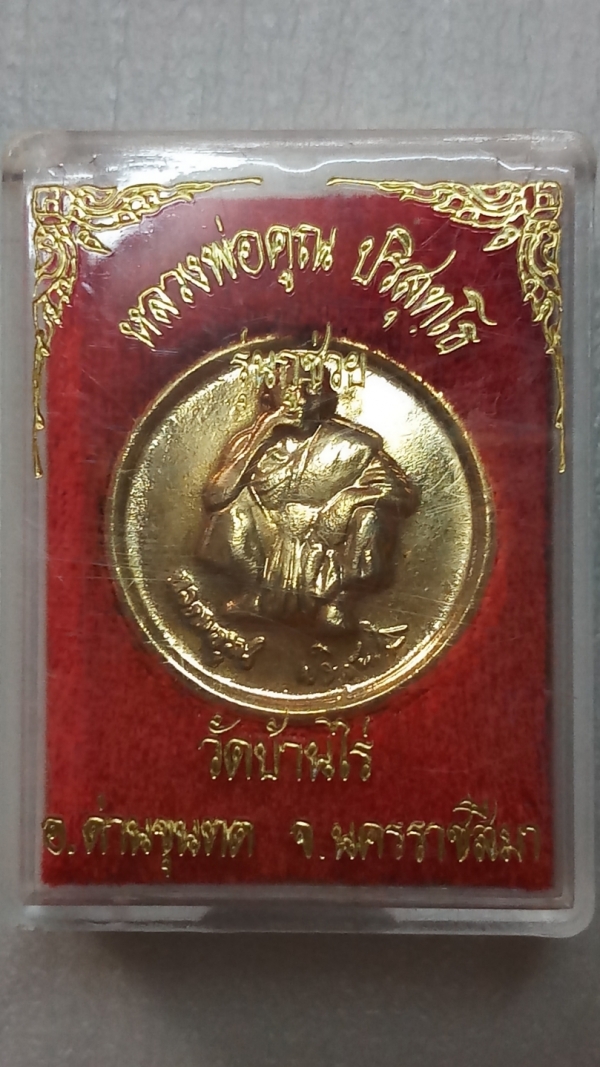 หลวงพ่อคูณ ปริสุทฺโธ
รุ่นกูช่วย
วัดบ้านไร่
อ.ด่านขุนทด จ.นครราชสีมา